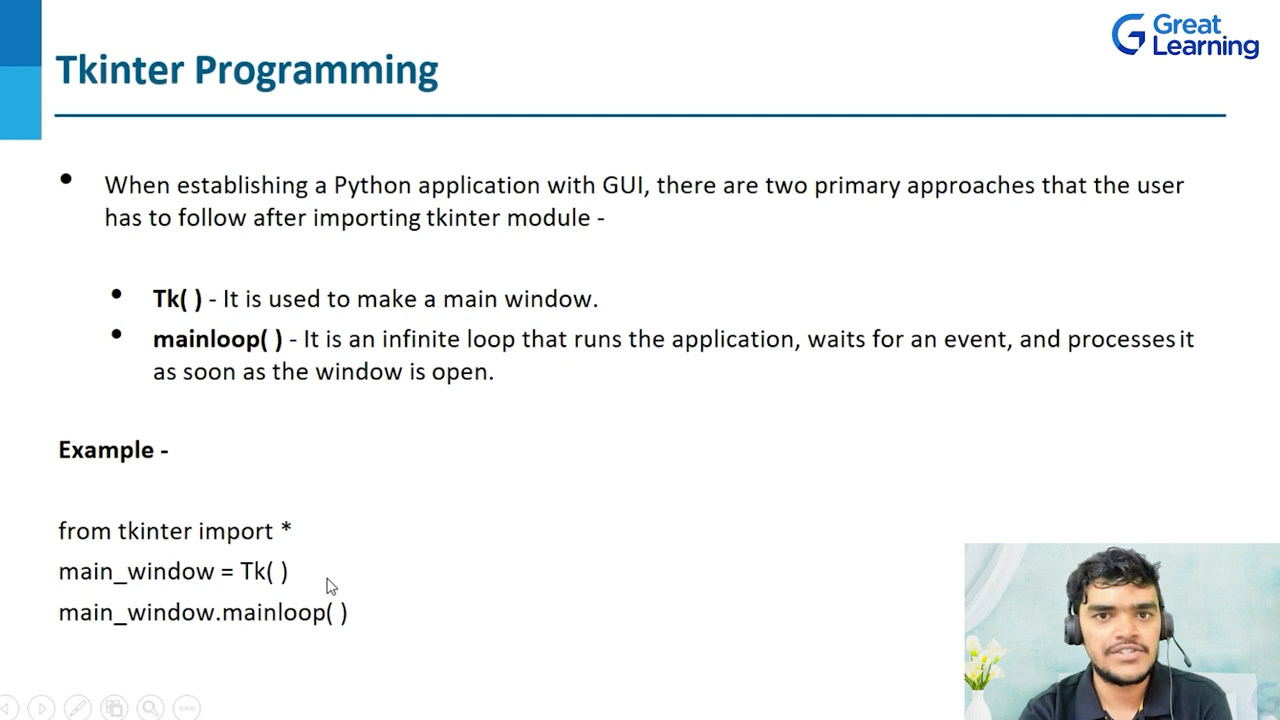 Great
Learning
Tkinter Programming
• When establishing a Python application with GUI, there are two primary approaches that the user
has to follow after importing tkinter module -
• Tk( ) - It is used to make a main window.
• mainloop( ) - It is an infinite loop that runs the application, waits for an event, and processes it
as soon as the window is open.
Example -
from tkinter import *
main_window = Tk( )
main_window.mainloop( )